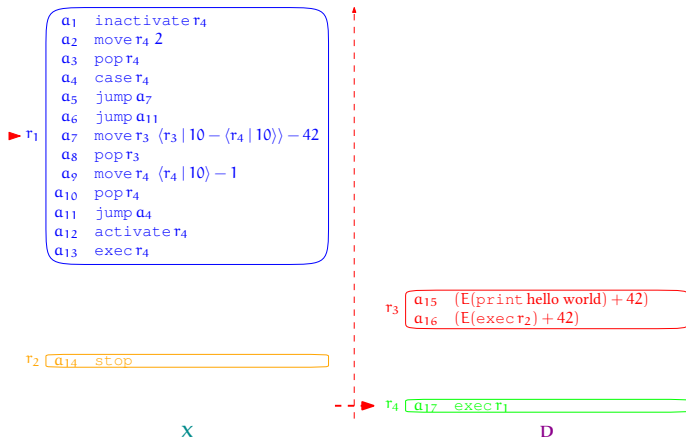 a₁ inactivate r₄
a₂ move r₄ 2
a₃ pop r₄
a₄ case r₄
a₅ jump a₇
a₆ jump a₁₁
r₁ a₇ move r₃ ⟨r₃ | 10 − ⟨r₄ | 10⟩⟩ − 42
a₈ pop r₃
a₉ move r₄ ⟨r₄ | 10⟩ − 1
a₁₀ pop r₄
a₁₁ jump a₄
a₁₂ activate r₄
a₁₃ exec r₄
r₃ a₁₅ (E(print hello world) + 42)
a₁₆ (E(exec r₂) + 42)
r₂ a₁₄ stop
r₄ a₁₇ exec r₁
X D